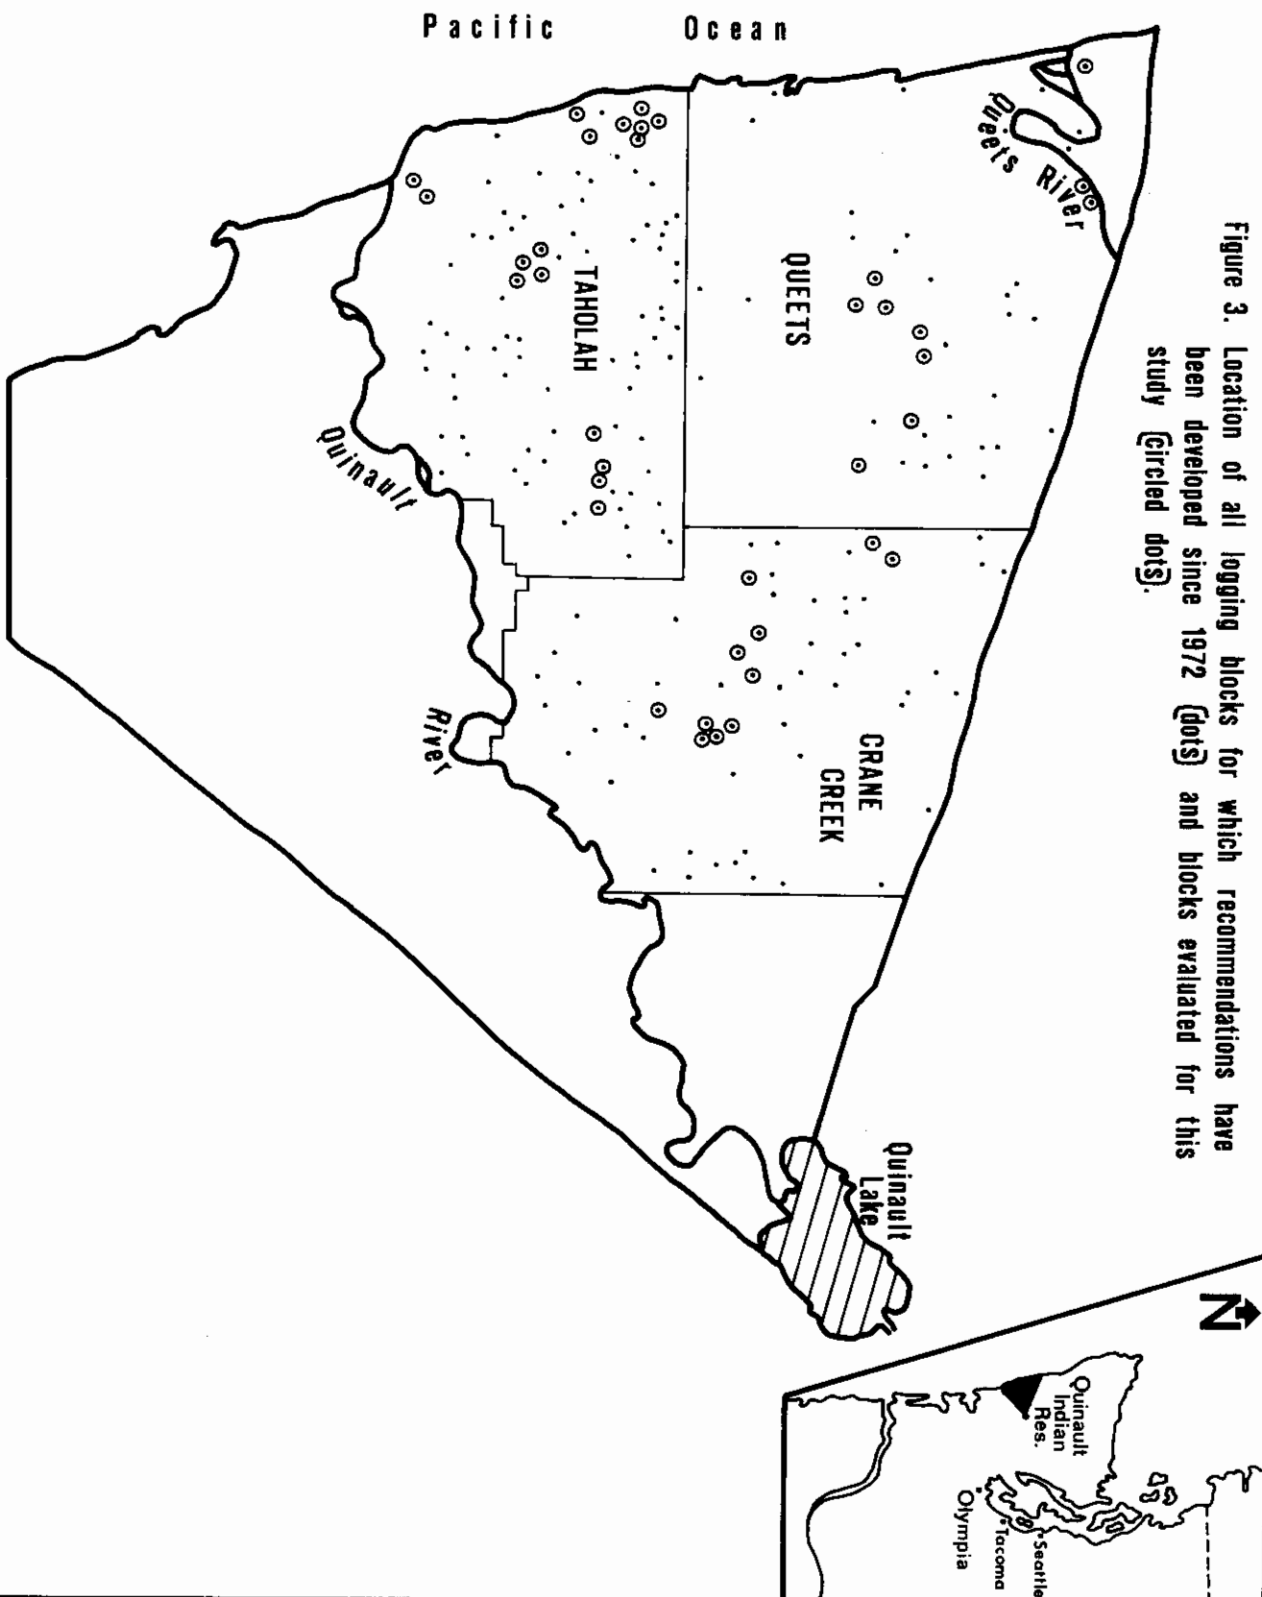 Figure 3. Location of all logging blocks for which recommendations have
been developed since 1972 (dots) and blocks evaluated for this
study (circled dots).
Pacific Ocean
Queets River
QUEETS
TAHOLAH
CRANE
CREEK
Quinault
River
Quinault
Lake
N
Quinault
Indian
Res.
Seattle
Tacoma
Olympia